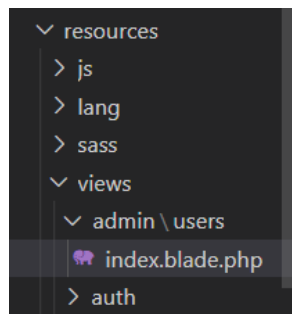 resources
js
lang
sass
views
admin \ users
index.blade.php
auth